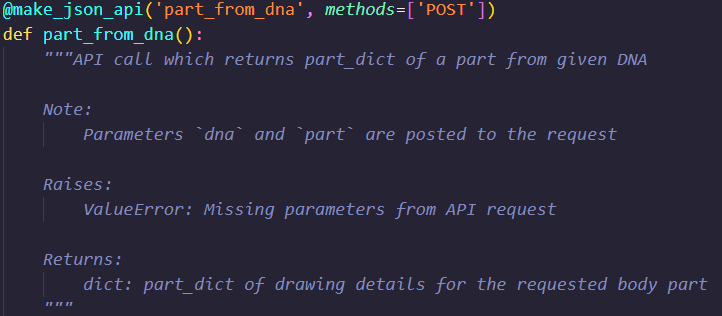 @make_json_api('part_from_dna', methods=['POST'])
def part_from_dna():
    """API call which returns part_dict of a part from given DNA

    Note:
        Parameters `dna` and `part` are posted to the request

    Raises:
        ValueError: Missing parameters from API request

    Returns:
        dict: part_dict of drawing details for the requested body part
    """